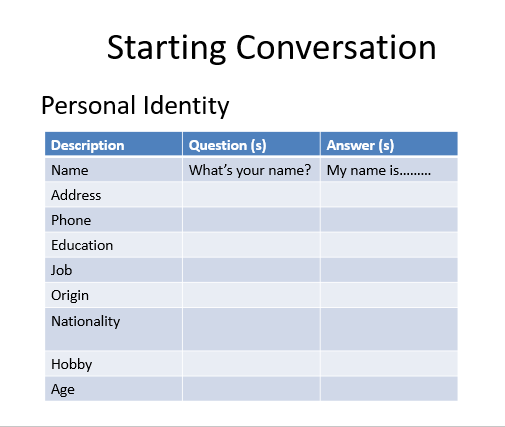 Starting Conversation
Personal Identity
Description Question (s) Answer (s)
Name What’s your name? My name is.........
Address
Phone
Education
Job
Origin
Nationality
Hobby
Age